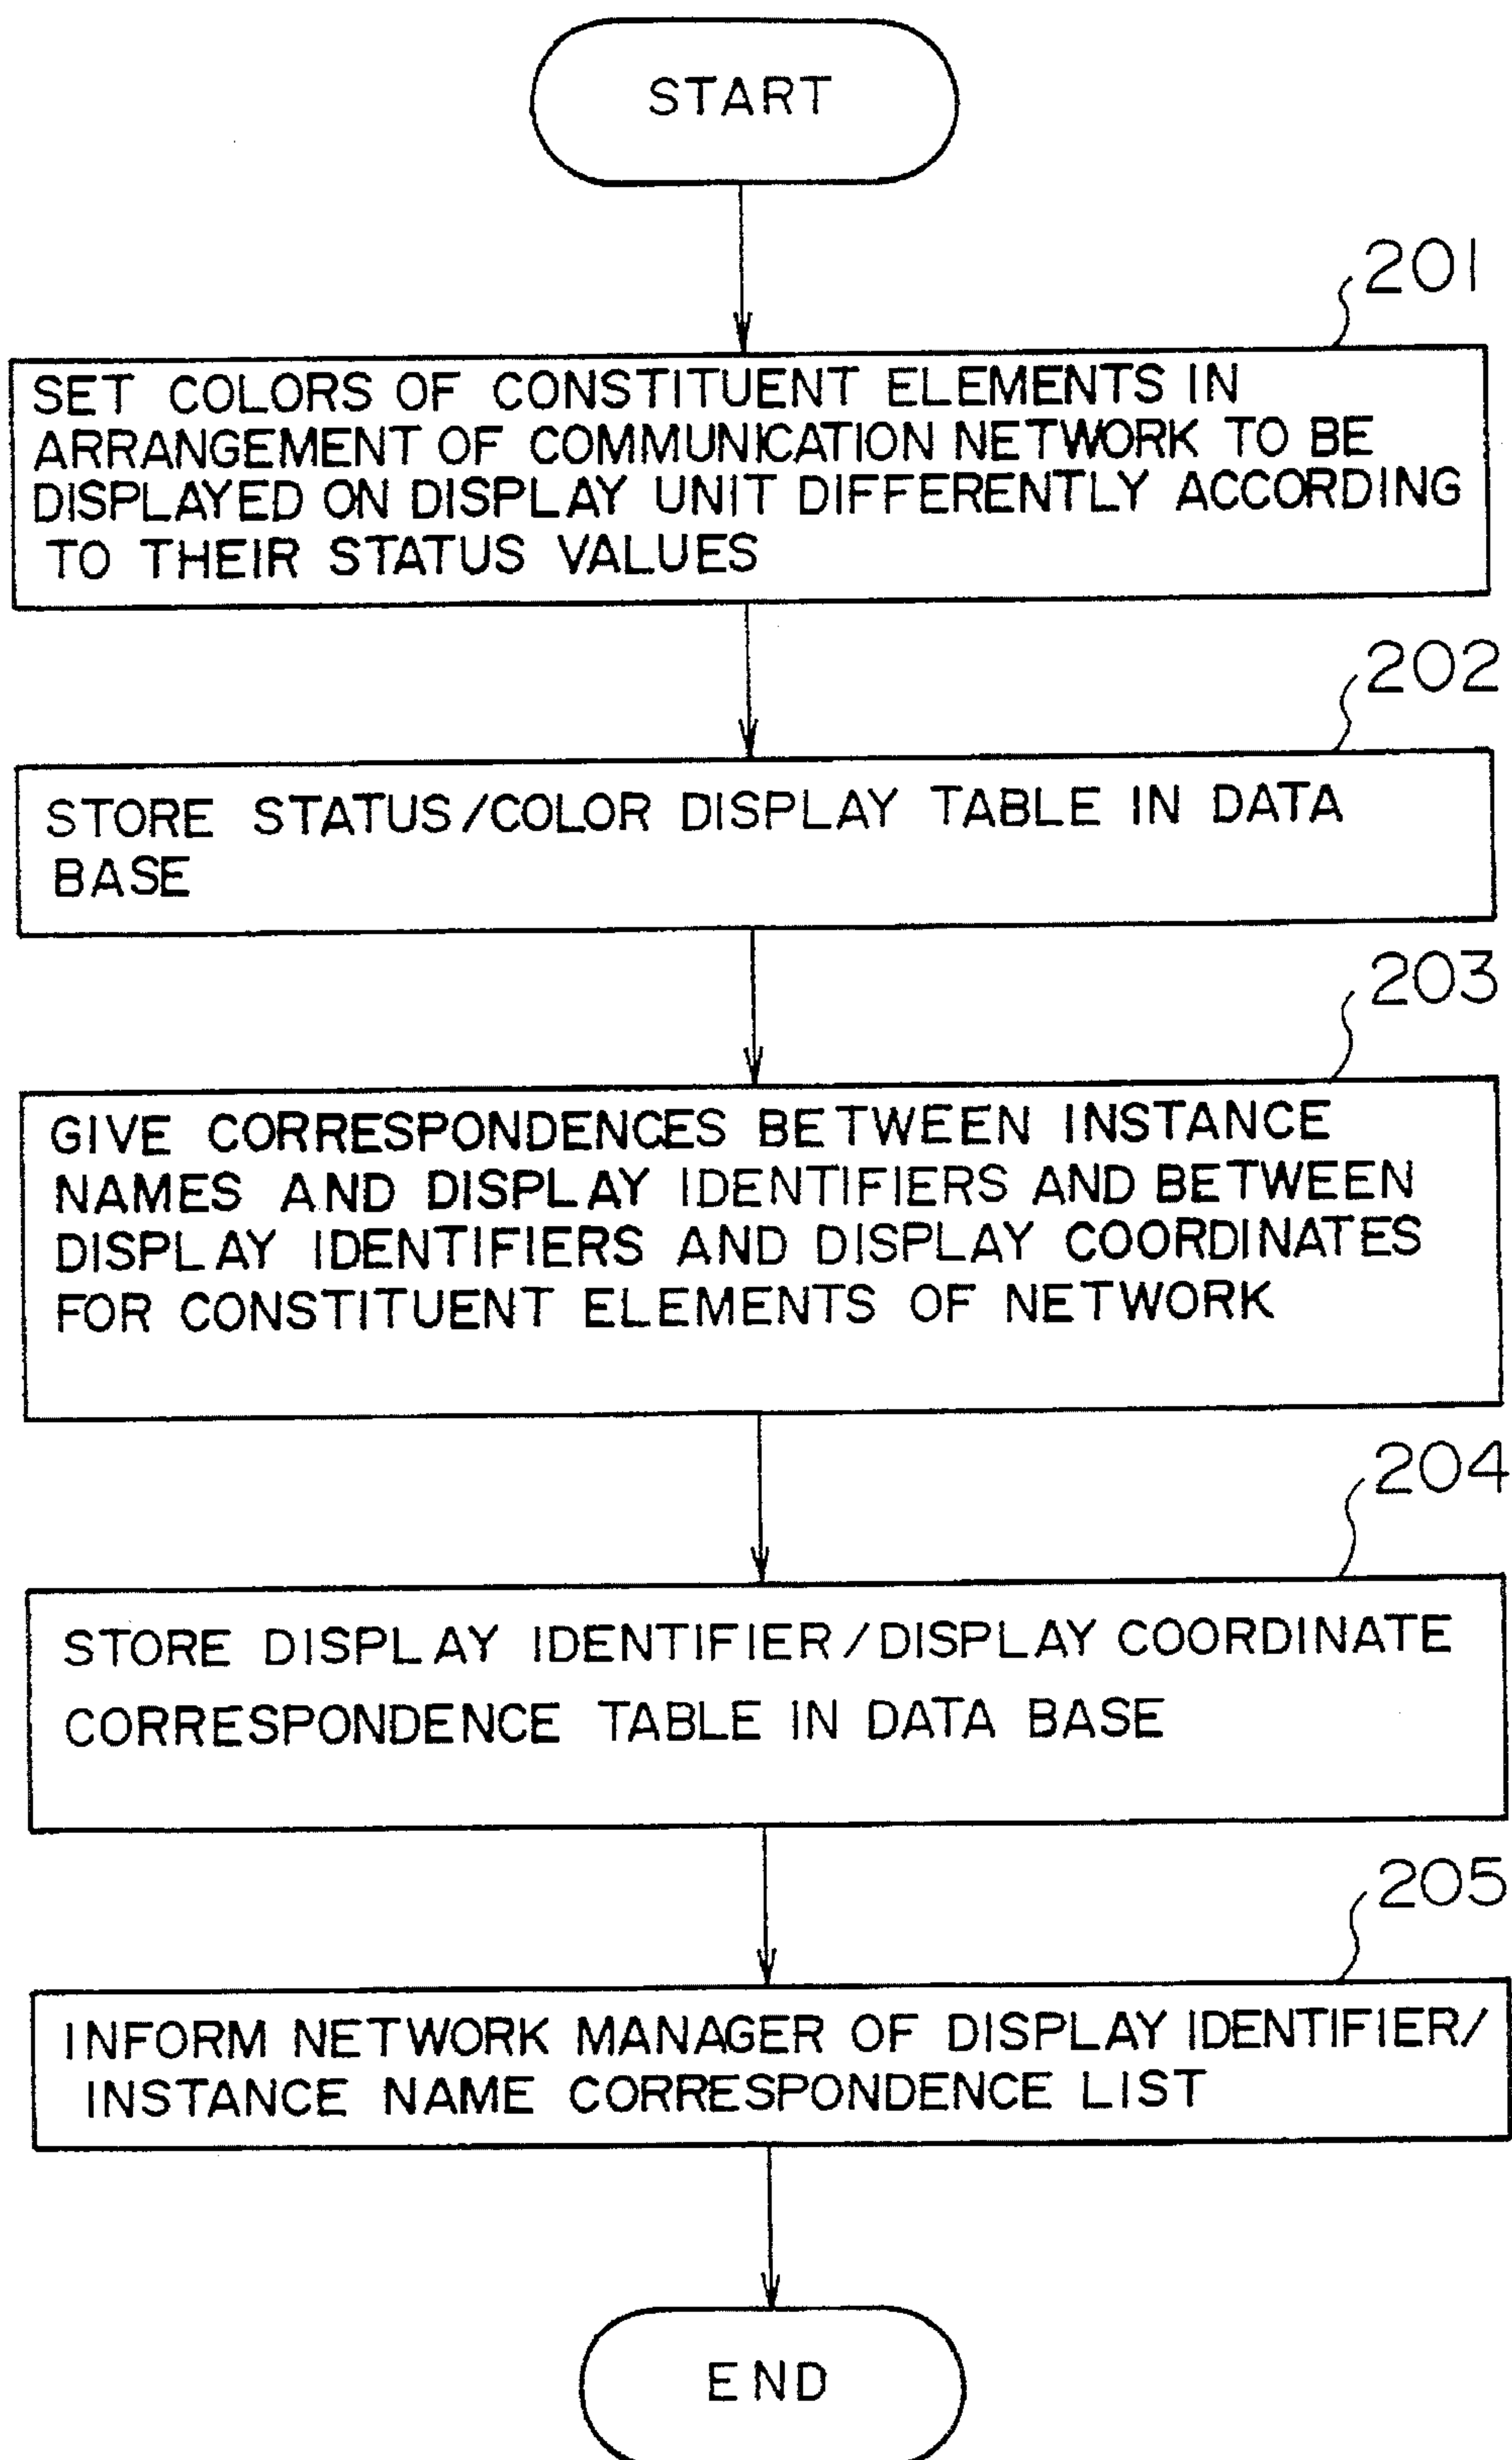 START
201
SET COLORS OF CONSTITUENT ELEMENTS IN
ARRANGEMENT OF COMMUNICATION NETWORK TO BE
DISPLAYED ON DISPLAY UNIT DIFFERENTLY ACCORDING
TO THEIR STATUS VALUES
202
STORE STATUS/COLOR DISPLAY TABLE IN DATA
BASE
203
GIVE CORRESPONDENCES BETWEEN INSTANCE
NAMES AND DISPLAY IDENTIFIERS AND BETWEEN
DISPLAY IDENTIFIERS AND DISPLAY COORDINATES
FOR CONSTITUENT ELEMENTS OF NETWORK
204
STORE DISPLAY IDENTIFIER/DISPLAY COORDINATE
CORRESPONDENCE TABLE IN DATA BASE
205
INFORM NETWORK MANAGER OF DISPLAY IDENTIFIER/
INSTANCE NAME CORRESPONDENCE LIST
END